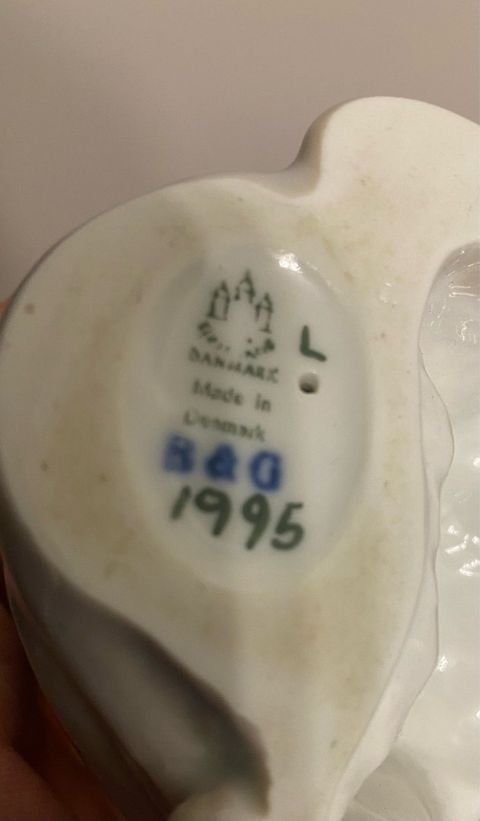 L
DANMARK
Made in
Denmark
B & G
1995